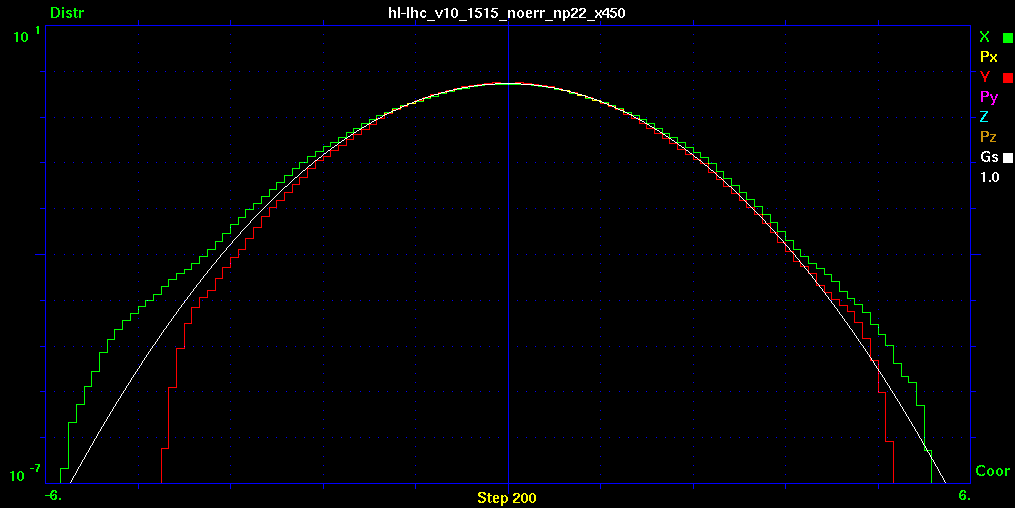 Distr
hl-lhc_v10_1515_noerr_np22_x450
10 1
X
Px
Y
Py
Z
Pz
Gs
1.0
10 -7
Coor
-6.
Step 200
6.